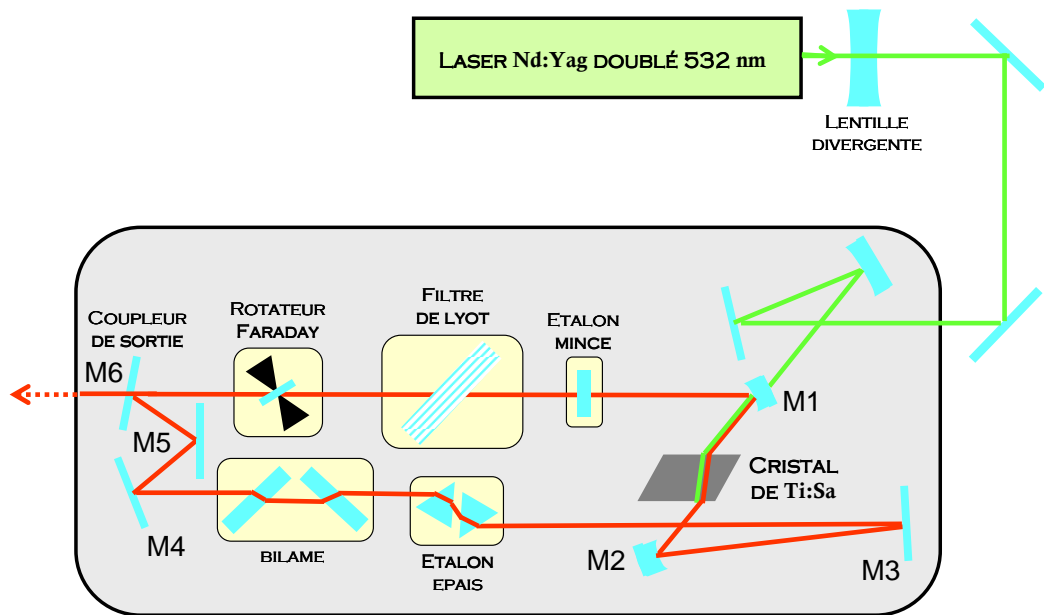 LASER Nd:Yag DOUBLÉ 532 nm
LENTILLE
DIVERGENTE
COUPLEUR
DE SORTIE
ROTATEUR
FARADAY
FILTRE
DE LYOT
ETALON
MINCE
M6
M1
M5
CRISTAL
DE Ti:Sa
M4
BILAME
ETALON
EPAIS
M2
M3